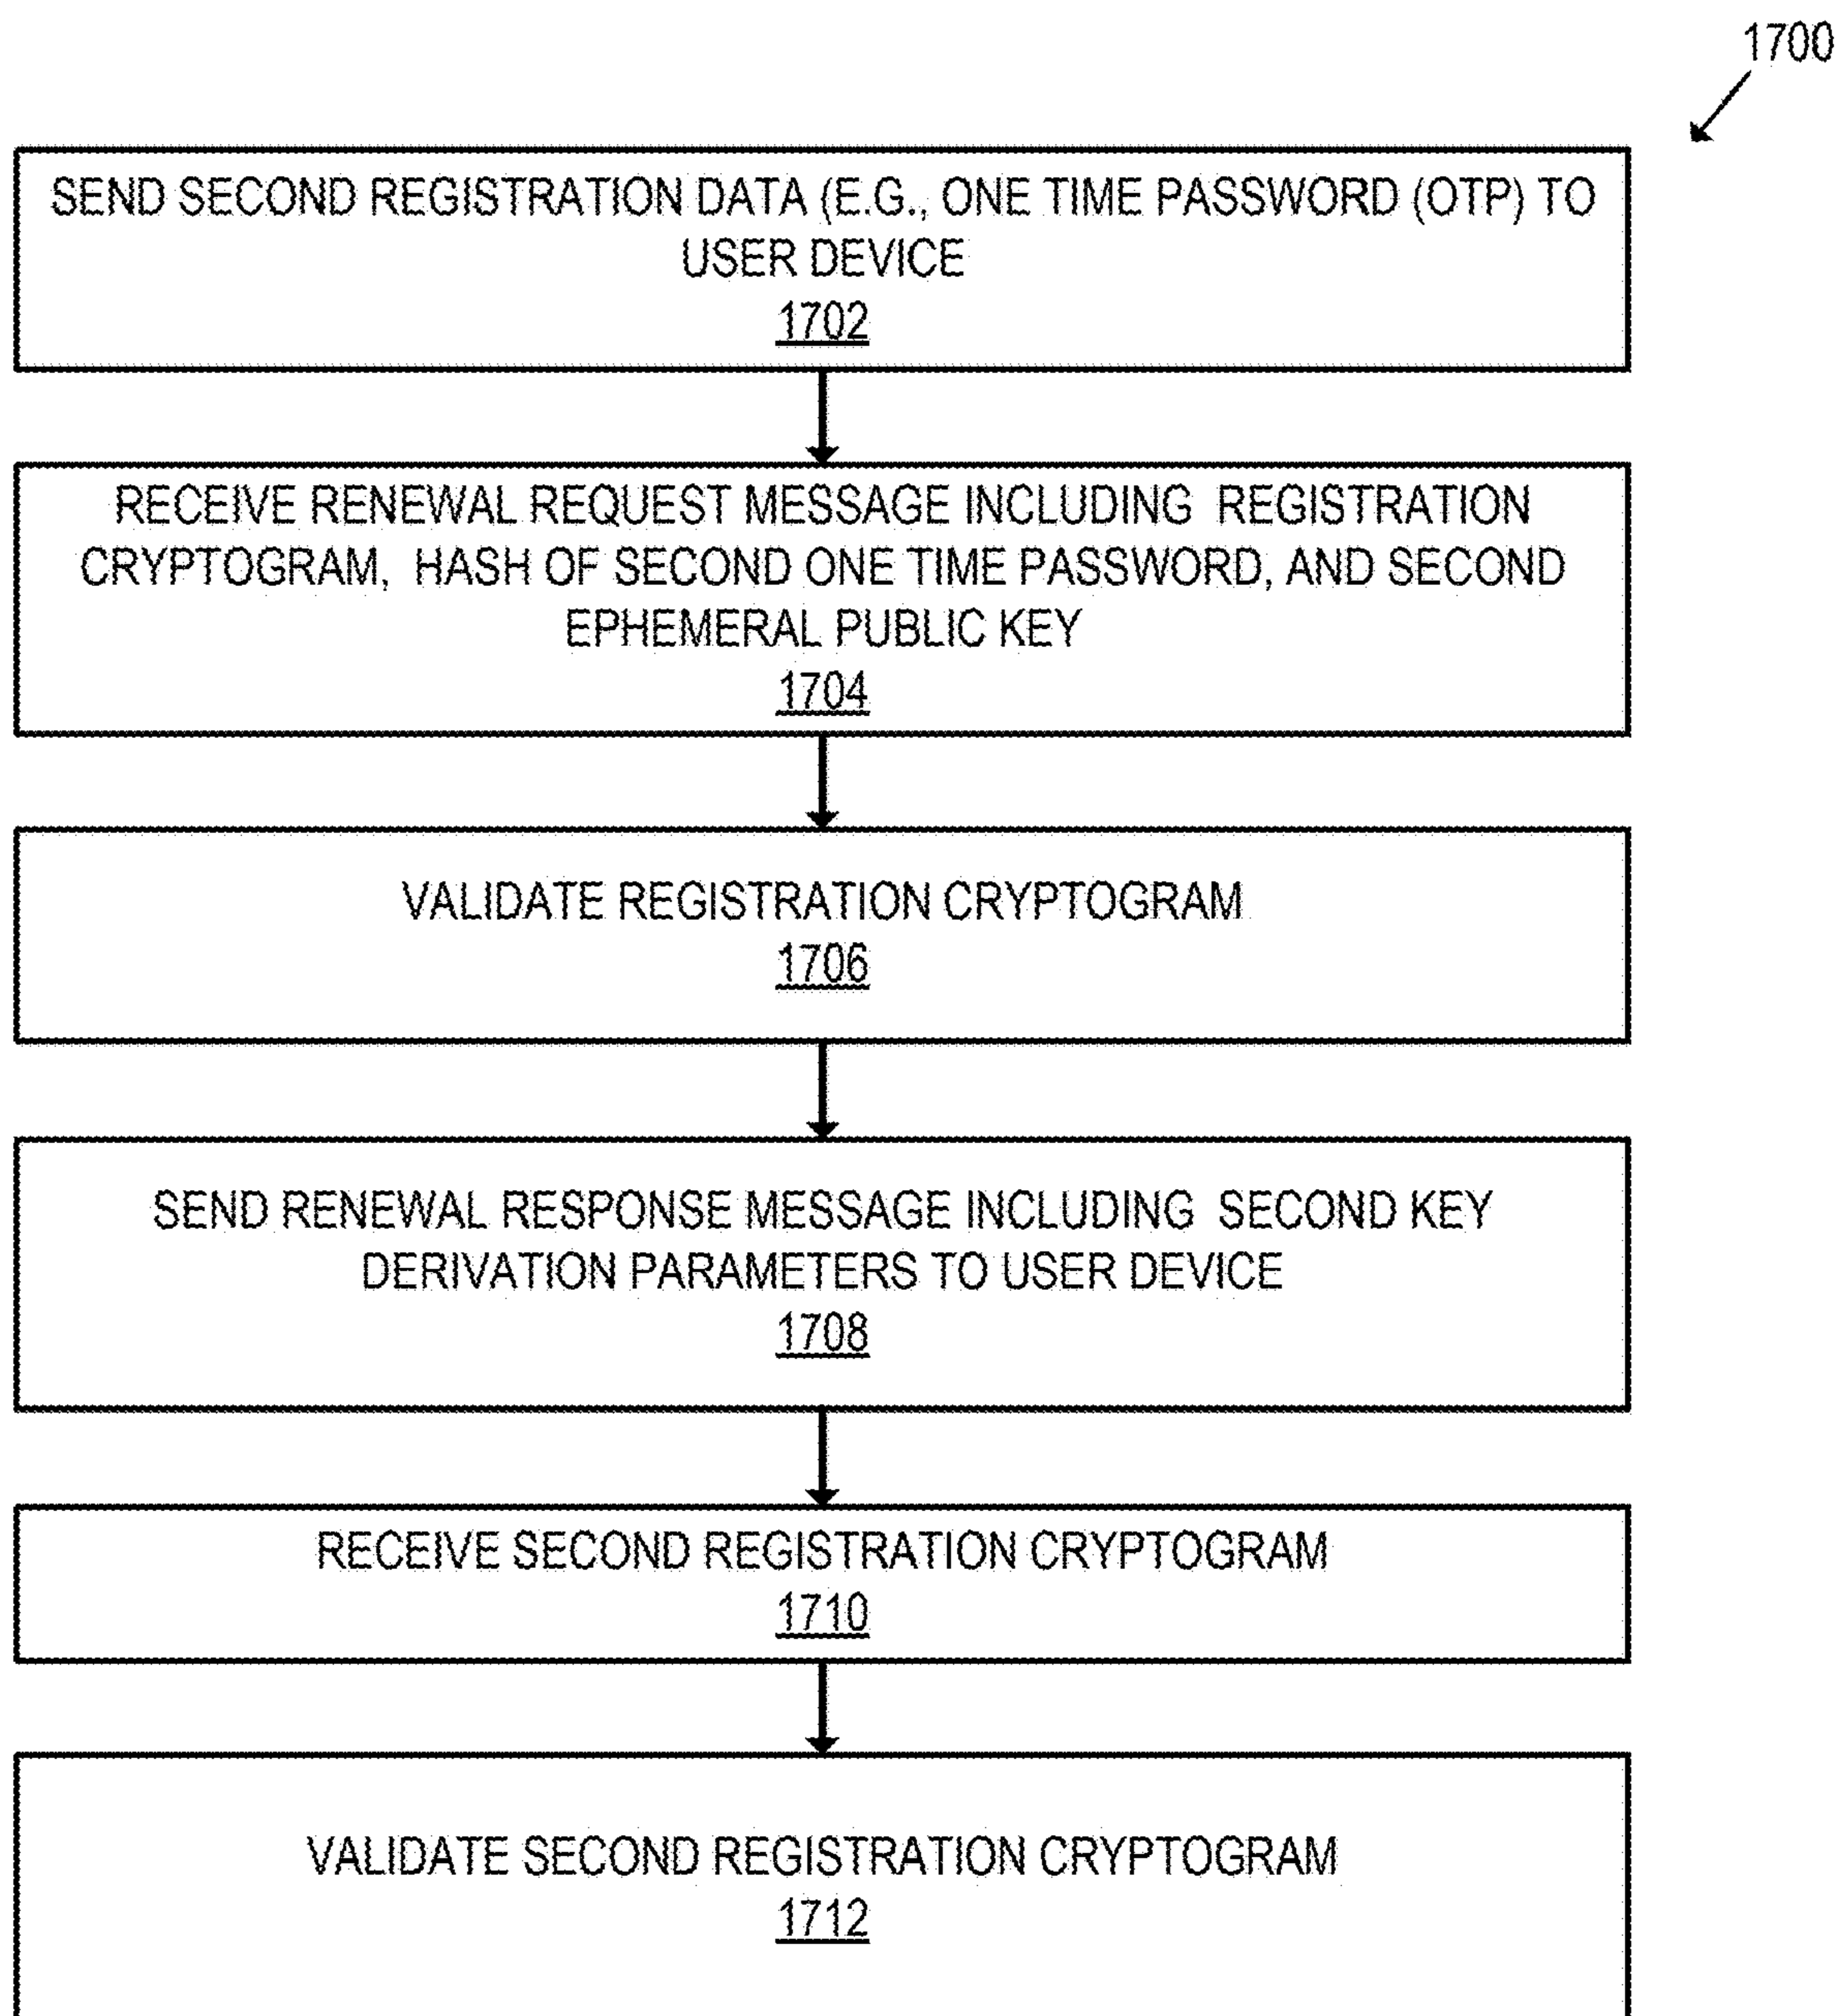 1700
SEND SECOND REGISTRATION DATA (E.G., ONE TIME PASSWORD (OTP) TO
USER DEVICE
1702
RECEIVE RENEWAL REQUEST MESSAGE INCLUDING REGISTRATION
CRYPTOGRAM, HASH OF SECOND ONE TIME PASSWORD, AND SECOND
EPHEMERAL PUBLIC KEY
1704
VALIDATE REGISTRATION CRYPTOGRAM
1706
SEND RENEWAL RESPONSE MESSAGE INCLUDING SECOND KEY
DERIVATION PARAMETERS TO USER DEVICE
1708
RECEIVE SECOND REGISTRATION CRYPTOGRAM
1710
VALIDATE SECOND REGISTRATION CRYPTOGRAM
1712